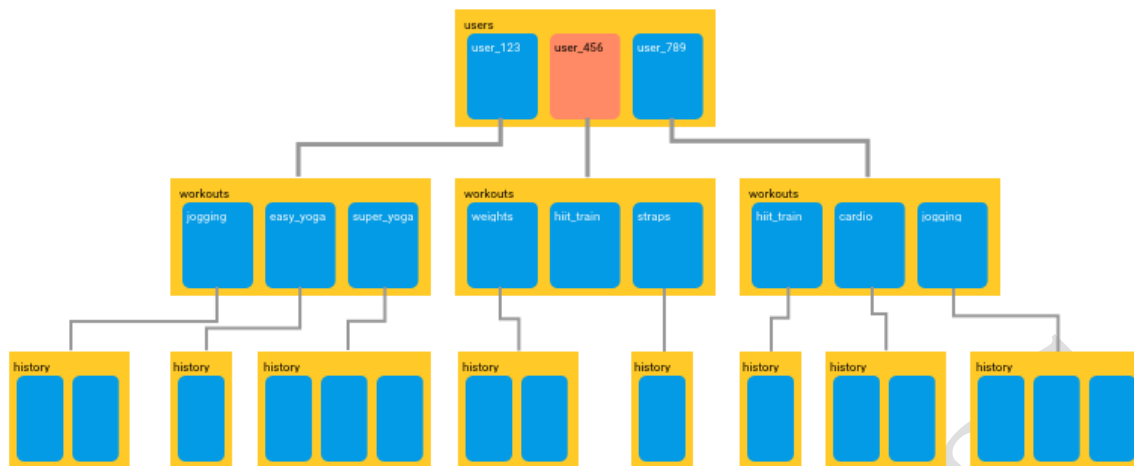 users
user_123
user_456
user_789
workouts
jogging
easy_yoga
super_yoga
workouts
weights
hiit_train
straps
workouts
hiit_train
cardio
jogging
history
history
history
history
history
history
history
history